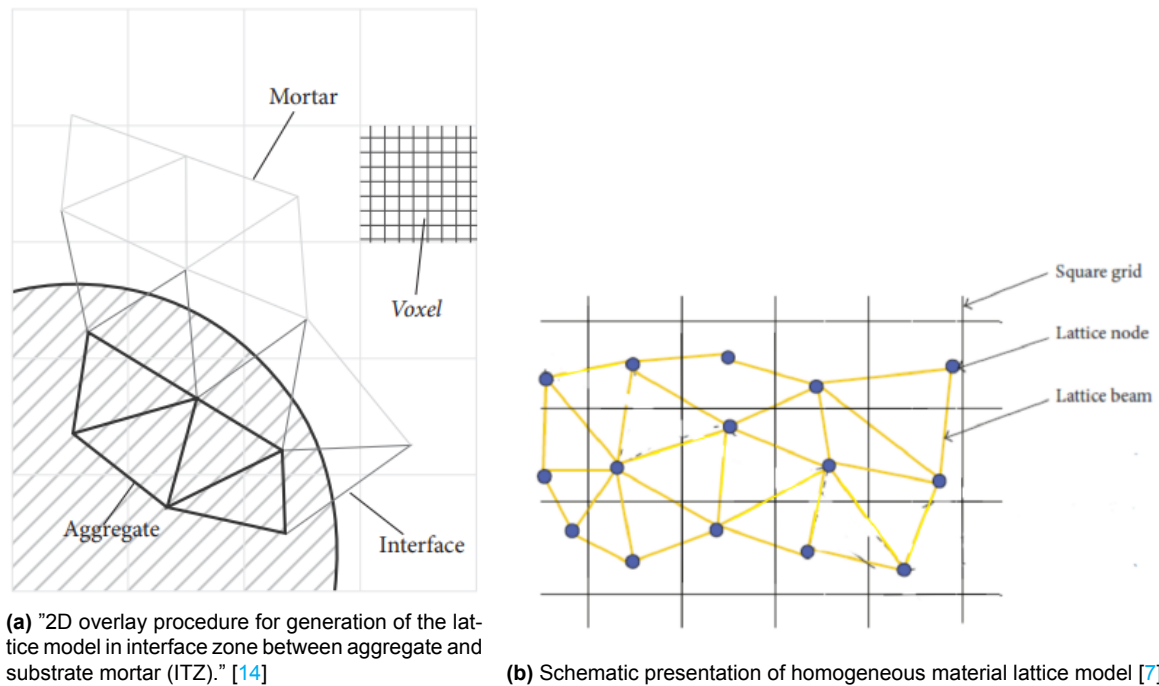 Mortar
Voxel
Aggregate
Interface
(a) ”2D overlay procedure for generation of the lat-
tice model in interface zone between aggregate and
substrate mortar (ITZ).” [14]
Square grid
Lattice node
Lattice beam
(b) Schematic presentation of homogeneous material lattice model [7]